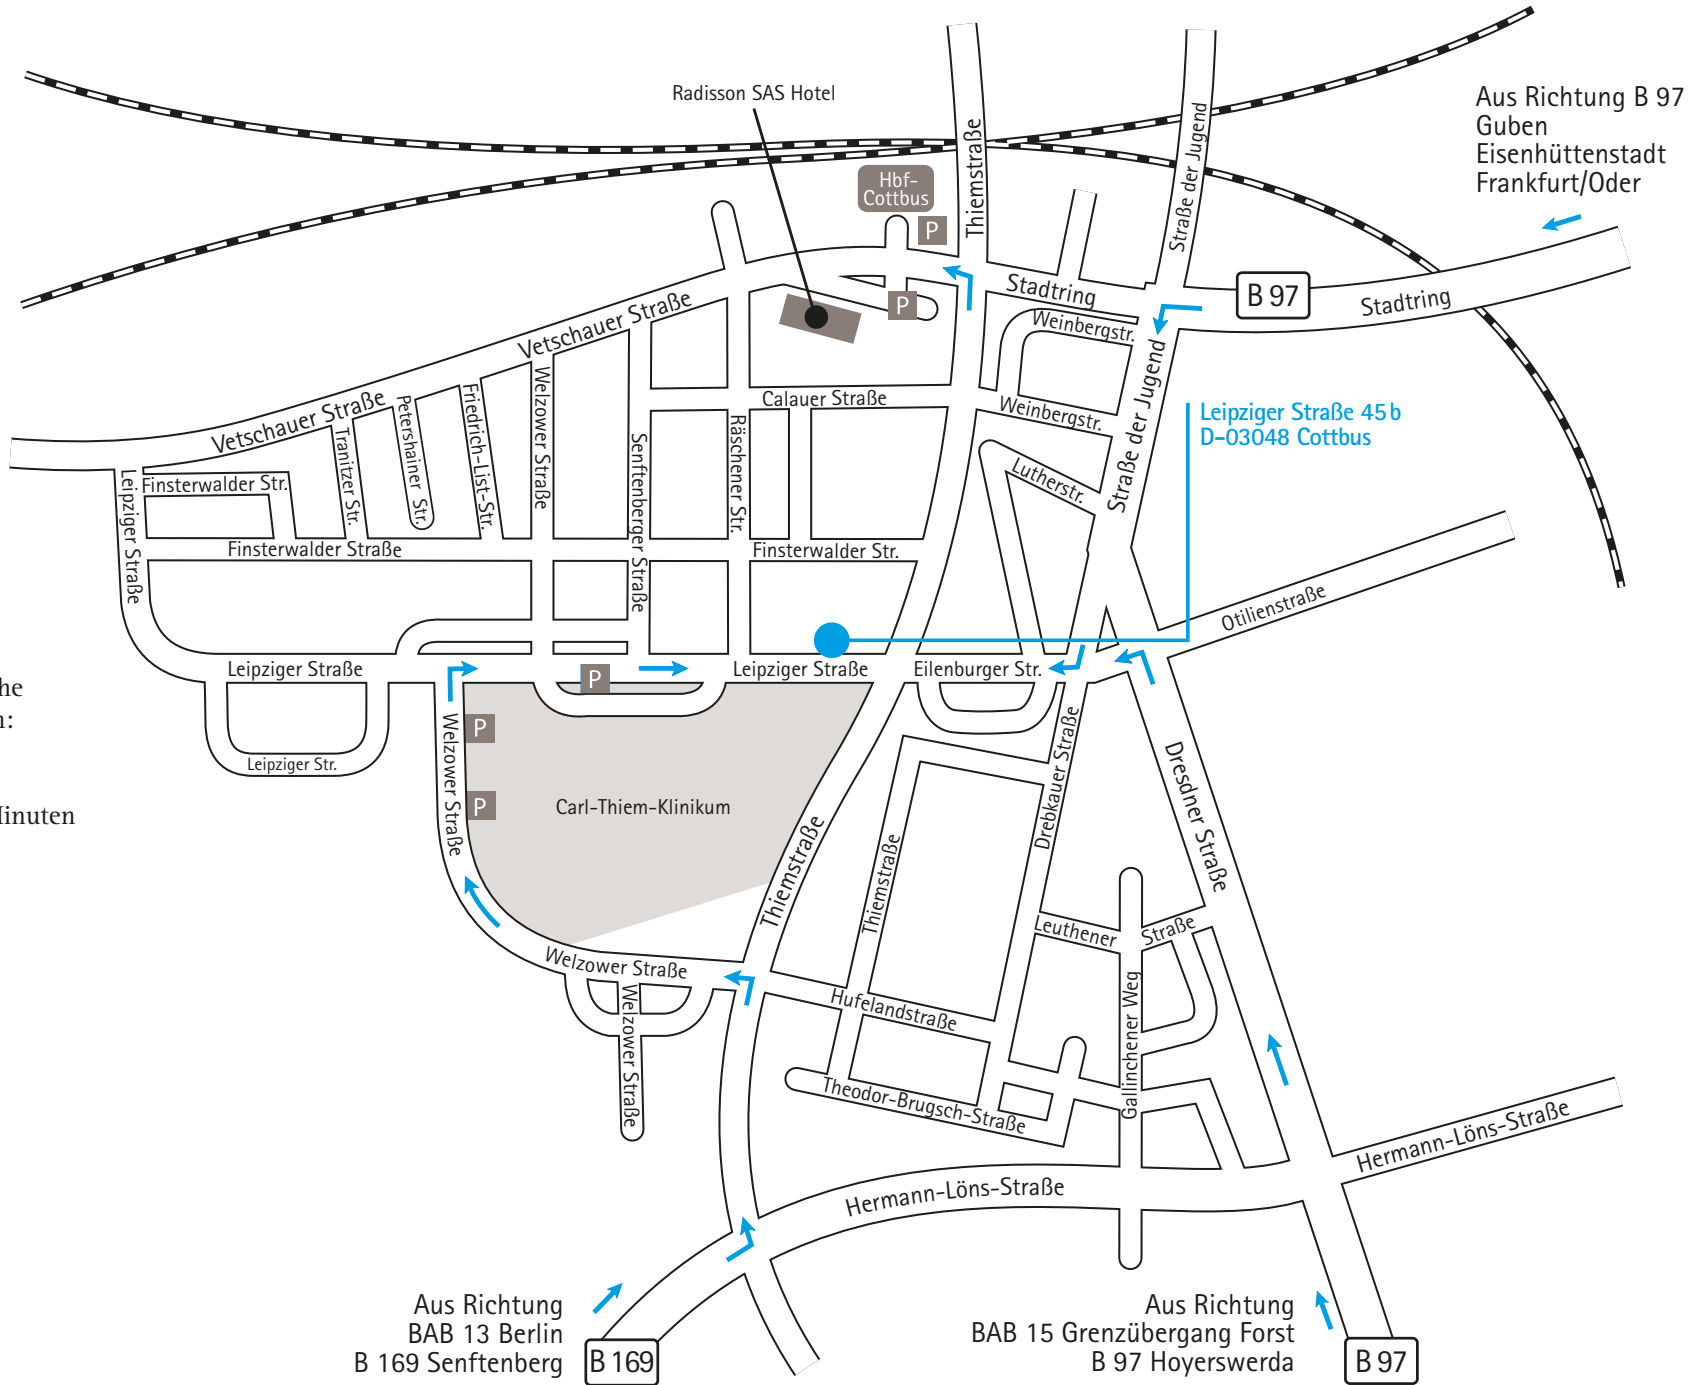 Radisson SAS Hotel
Hbf-
Cottbus
P
P
Thiemstraße
Straße der Jugend
Aus Richtung B 97
Guben
Eisenhüttenstadt
Frankfurt/Oder
B 97
Stadtring
Stadtring
Weinbergstr.
Vetschauer Straße
Vetschauer Straße
Calauer Straße
Weinbergstr.
Straße der Jugend
Leipziger Straße 45 b
D-03048 Cottbus
Lutherstr.
Leipziger Straße
Finsterwalder Str.
Tranitzer Str.
Petershainer Str.
Friedrich-List-Str.
Welzower Straße
Senftenberger Straße
Räschener Str.
Finsterwalder Straße
Finsterwalder Str.
Otilienstraße
Leipziger Straße
P
Leipziger Straße
Eilenburger Str.
he
n:
Leipziger Str.
Welzower Straße
P
P
Minuten
Carl-Thiem-Klinikum
Thiemstraße
Thiemstraße
Drebkauer Straße
Dresdner Straße
Leuthener Straße
Welzower Straße
Welzower Straße
Hufelandstraße
Gallinchener Weg
Theodor-Brugsch-Straße
Hermann-Löns-Straße
Hermann-Löns-Straße
Aus Richtung
BAB 13 Berlin
B 169 Senftenberg
B 169
Aus Richtung
BAB 15 Grenzübergang Forst
B 97 Hoyerswerda
B 97